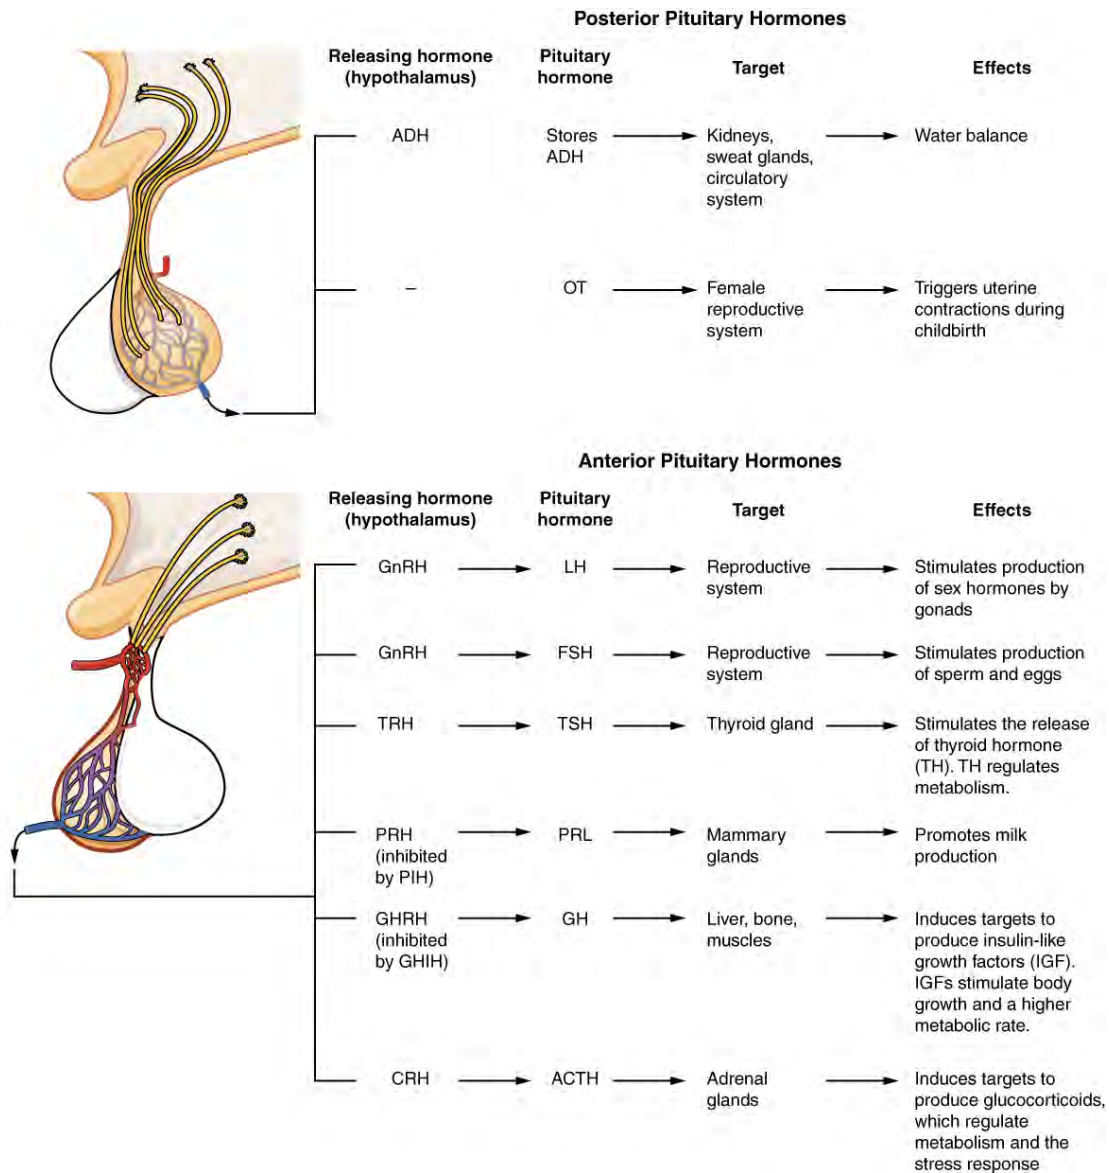 Posterior Pituitary Hormones
Releasing hormone
(hypothalamus)
Pituitary
hormone
Target
Effects
ADH
Stores
ADH
Kidneys,
sweat glands,
circulatory
system
Water balance
–
OT
Female
reproductive
system
Triggers uterine
contractions during
childbirth
Anterior Pituitary Hormones
Releasing hormone
(hypothalamus)
Pituitary
hormone
Target
Effects
GnRH
LH
Reproductive
system
Stimulates production
of sex hormones by
gonads
GnRH
FSH
Reproductive
system
Stimulates production
of sperm and eggs
TRH
TSH
Thyroid gland
Stimulates the release
of thyroid hormone
(TH). TH regulates
metabolism.
PRH
(inhibited
by PIH)
PRL
Mammary
glands
Promotes milk
production
GHRH
(inhibited
by GHIH)
GH
Liver, bone,
muscles
Induces targets to
produce insulin-like
growth factors (IGF).
IGFs stimulate body
growth and a higher
metabolic rate.
CRH
ACTH
Adrenal
glands
Induces targets to
produce glucocorticoids,
which regulate
metabolism and the
stress response